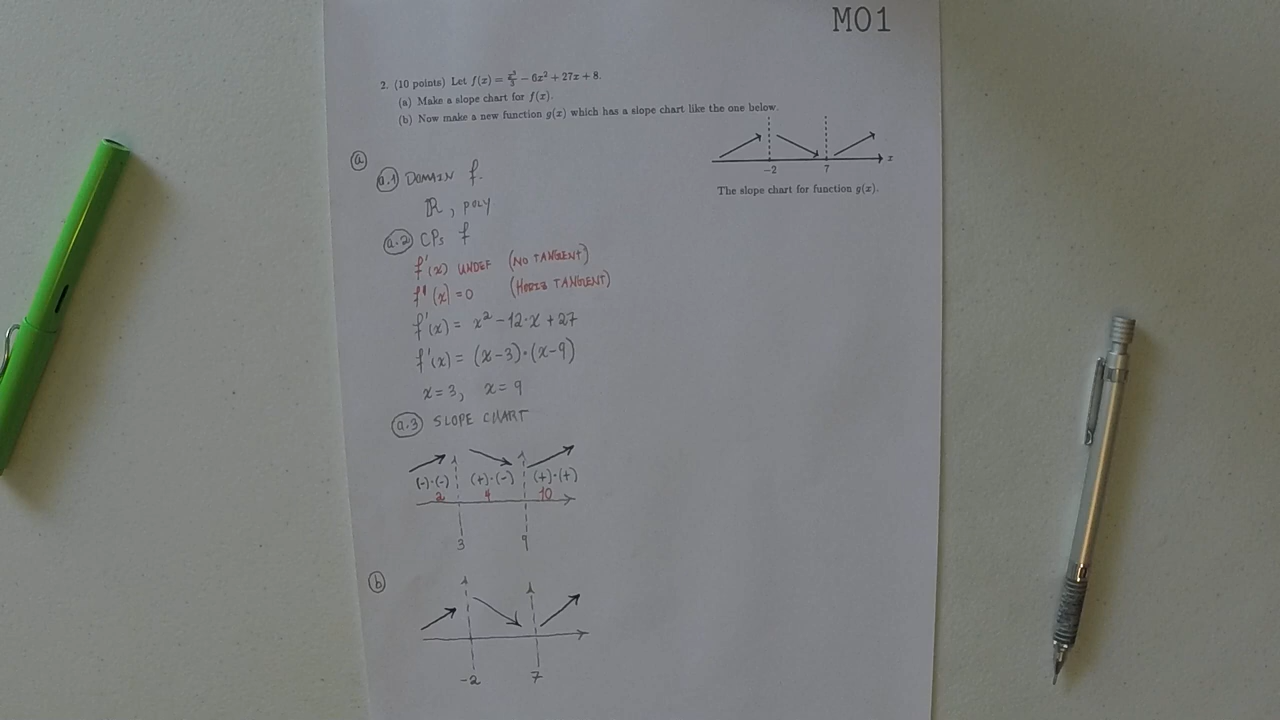 M01
2. (10 points) Let f(x) = x³/3 − 6x² + 27x + 8.
(a) Make a slope chart for f(x).
(b) Now make a new function g(x) which has a slope chart like the one below.
x
−2 7
The slope chart for function g(x).
(a)
(a.1) DOMAIN f.
ℝ, POLY
(a.2) CPs f
f'(x) UNDEF (NO TANGENT)
f'(x) = 0 (HORIZ TANGENT)
f'(x) = x² − 12·x + 27
f'(x) = (x−3)·(x−9)
x = 3, x = 9
(a.3) SLOPE CHART
(−)·(−) (+)·(−) (+)·(+)
2 4 10
3 9
(b)
−2 7